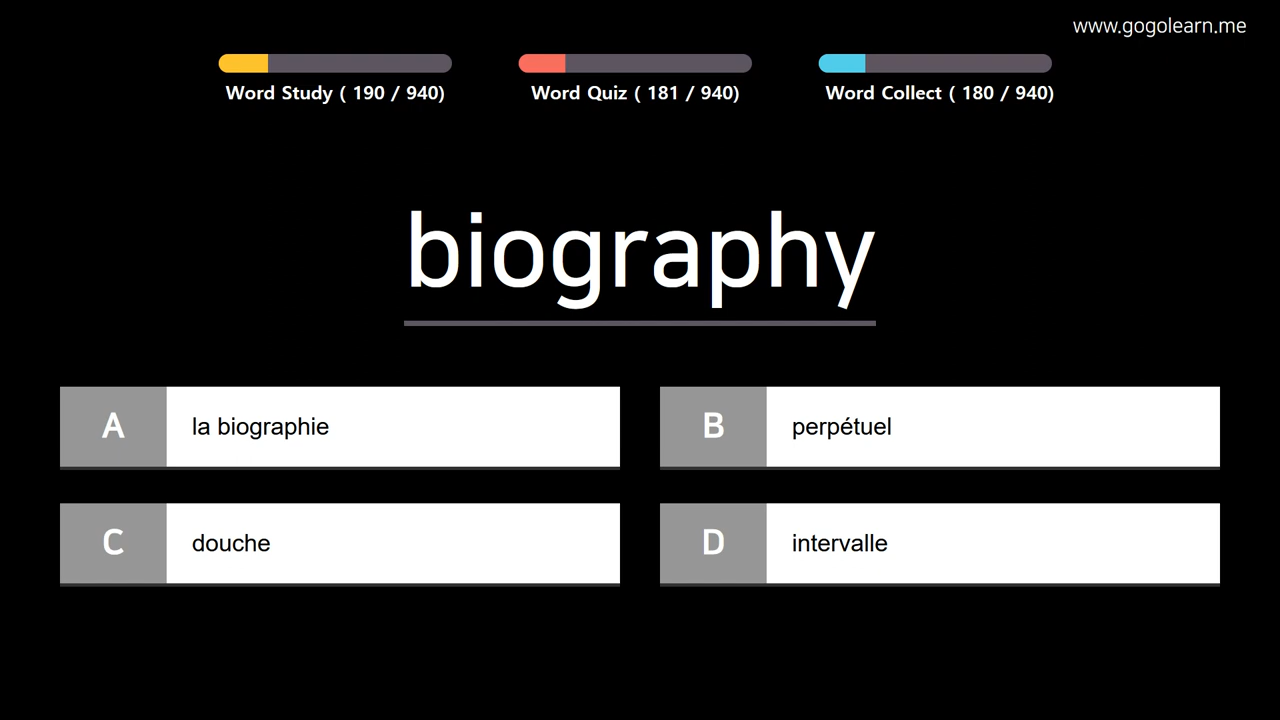 www.gogolearn.me
Word Study ( 190 / 940)
Word Quiz ( 181 / 940)
Word Collect ( 180 / 940)
biography
A
la biographie
B
perpétuel
C
douche
D
intervalle